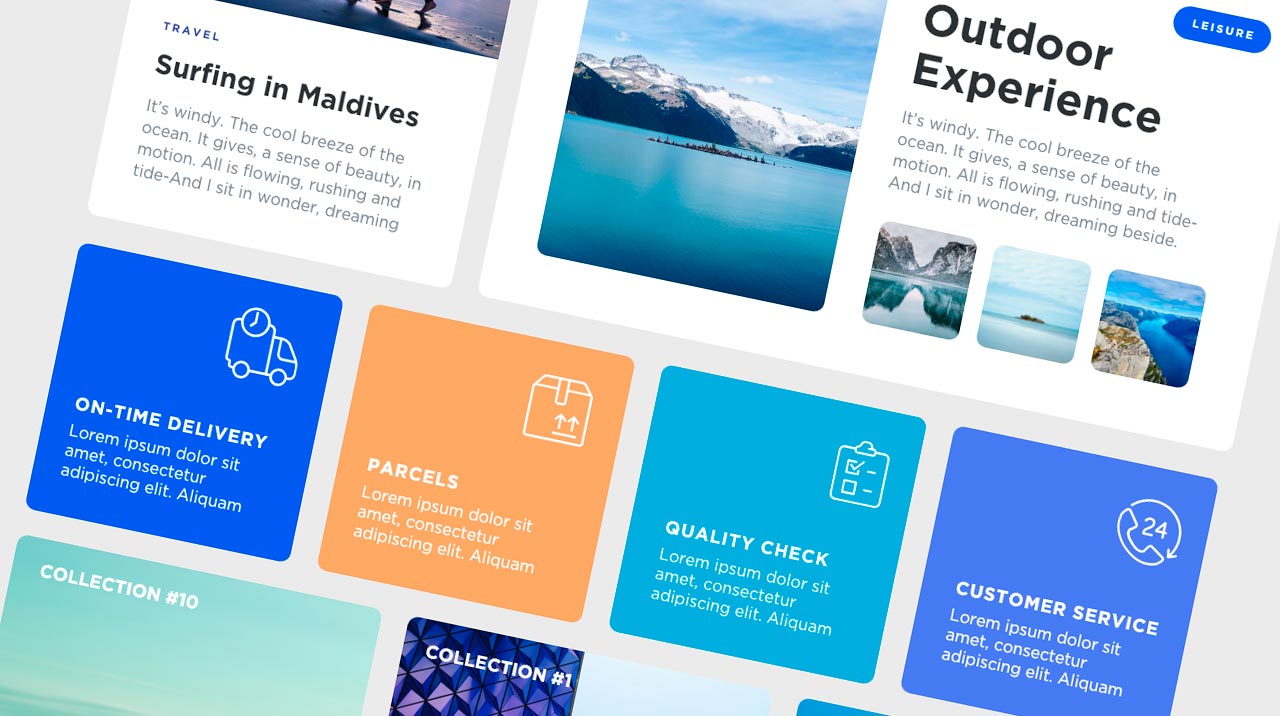 TRAVEL
Surfing in Maldives
It’s windy. The cool breeze of the
ocean. It gives, a sense of beauty, in
motion. All is flowing, rushing and
tide-And I sit in wonder, dreaming
LEISURE
Outdoor
Experience
It’s windy. The cool breeze of the
ocean. It gives, a sense of beauty, in
motion. All is flowing, rushing and tide-
And I sit in wonder, dreaming beside.
ON-TIME DELIVERY
Lorem ipsum dolor sit
amet, consectetur
adipiscing elit. Aliquam
PARCELS
Lorem ipsum dolor sit
amet, consectetur
adipiscing elit. Aliquam
QUALITY CHECK
Lorem ipsum dolor sit
amet, consectetur
adipiscing elit. Aliquam
24
CUSTOMER SERVICE
Lorem ipsum dolor sit
amet, consectetur
adipiscing elit. Aliquam
COLLECTION #10
COLLECTION #1